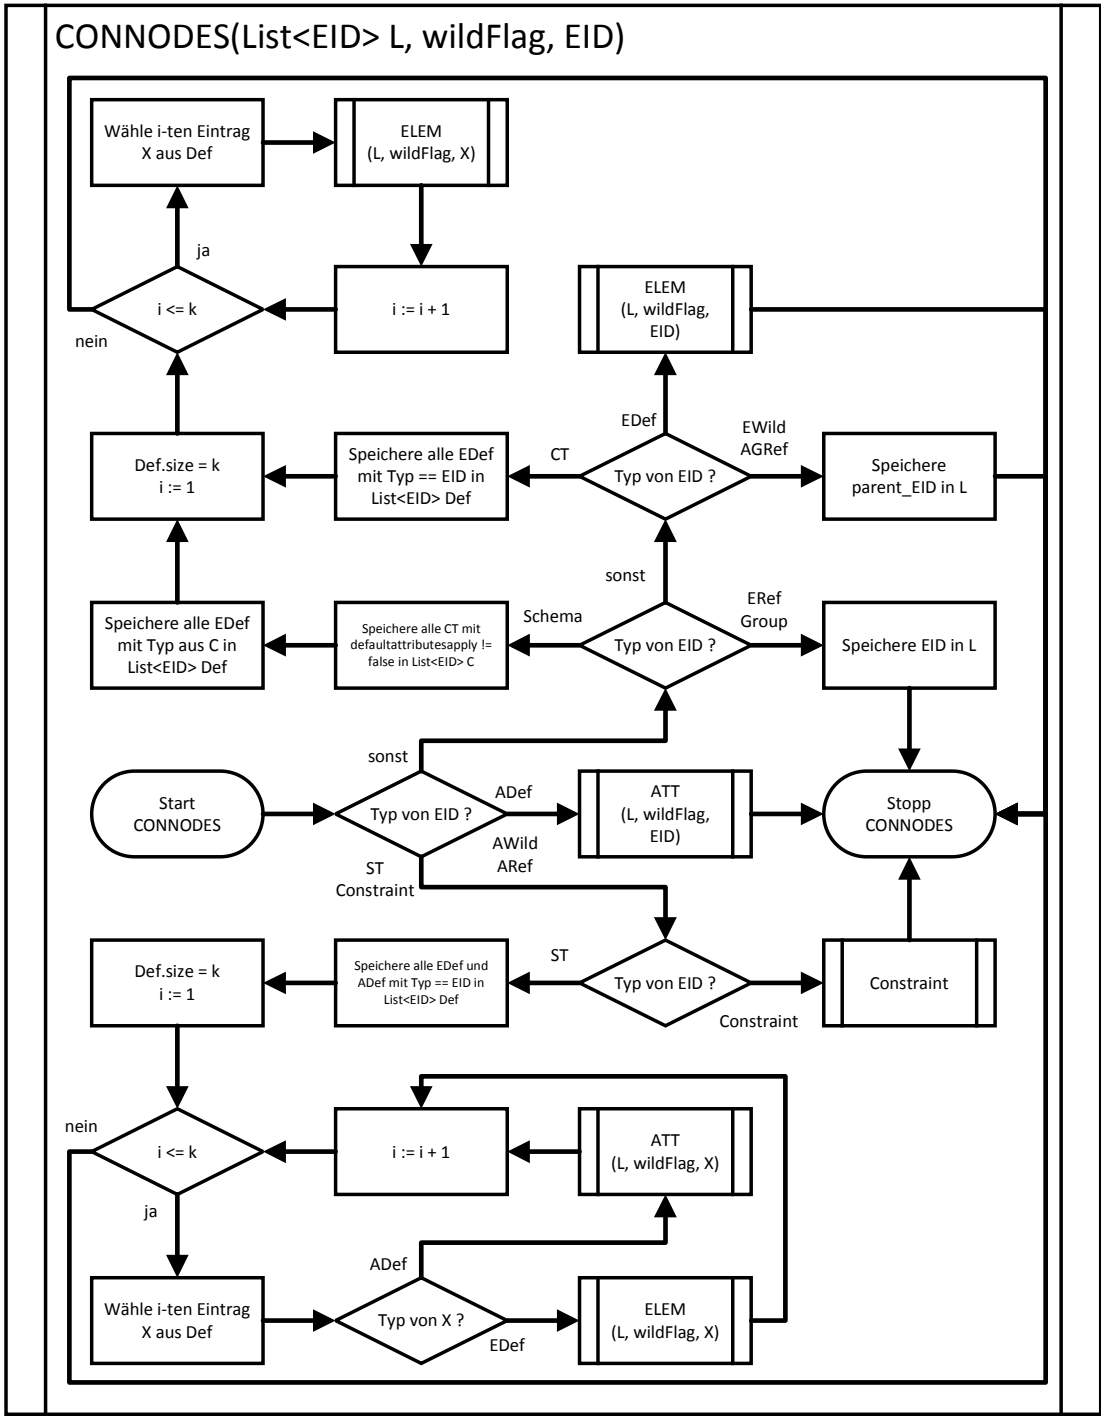 CONNODES(List<EID> L, wildFlag, EID)
Wähle i-ten Eintrag
X aus Def
ELEM
(L, wildFlag, X)
ja
i <= k
nein
i := i + 1
ELEM
(L, wildFlag,
EID)
EDef
EWild
AGRef
Def.size = k
i := 1
Speichere alle EDef
mit Typ == EID in
List<EID> Def
CT
Typ von EID ?
Speichere
parent_EID in L
sonst
Schema
ERef
Group
Speichere alle EDef
mit Typ aus C in
List<EID> Def
Speichere alle CT mit
defaultattributesapply !=
false in List<EID> C
Typ von EID ?
Speichere EID in L
sonst
Start
CONNODES
Typ von EID ?
ADef
AWild
ARef
ATT
(L, wildFlag,
EID)
Stopp
CONNODES
ST
Constraint
Def.size = k
i := 1
Speichere alle EDef und
ADef mit Typ == EID in
List<EID> Def
ST
Typ von EID ?
Constraint
Constraint
nein
i <= k
ja
i := i + 1
ATT
(L, wildFlag, X)
ADef
Wähle i-ten Eintrag
X aus Def
Typ von X ?
EDef
ELEM
(L, wildFlag, X)